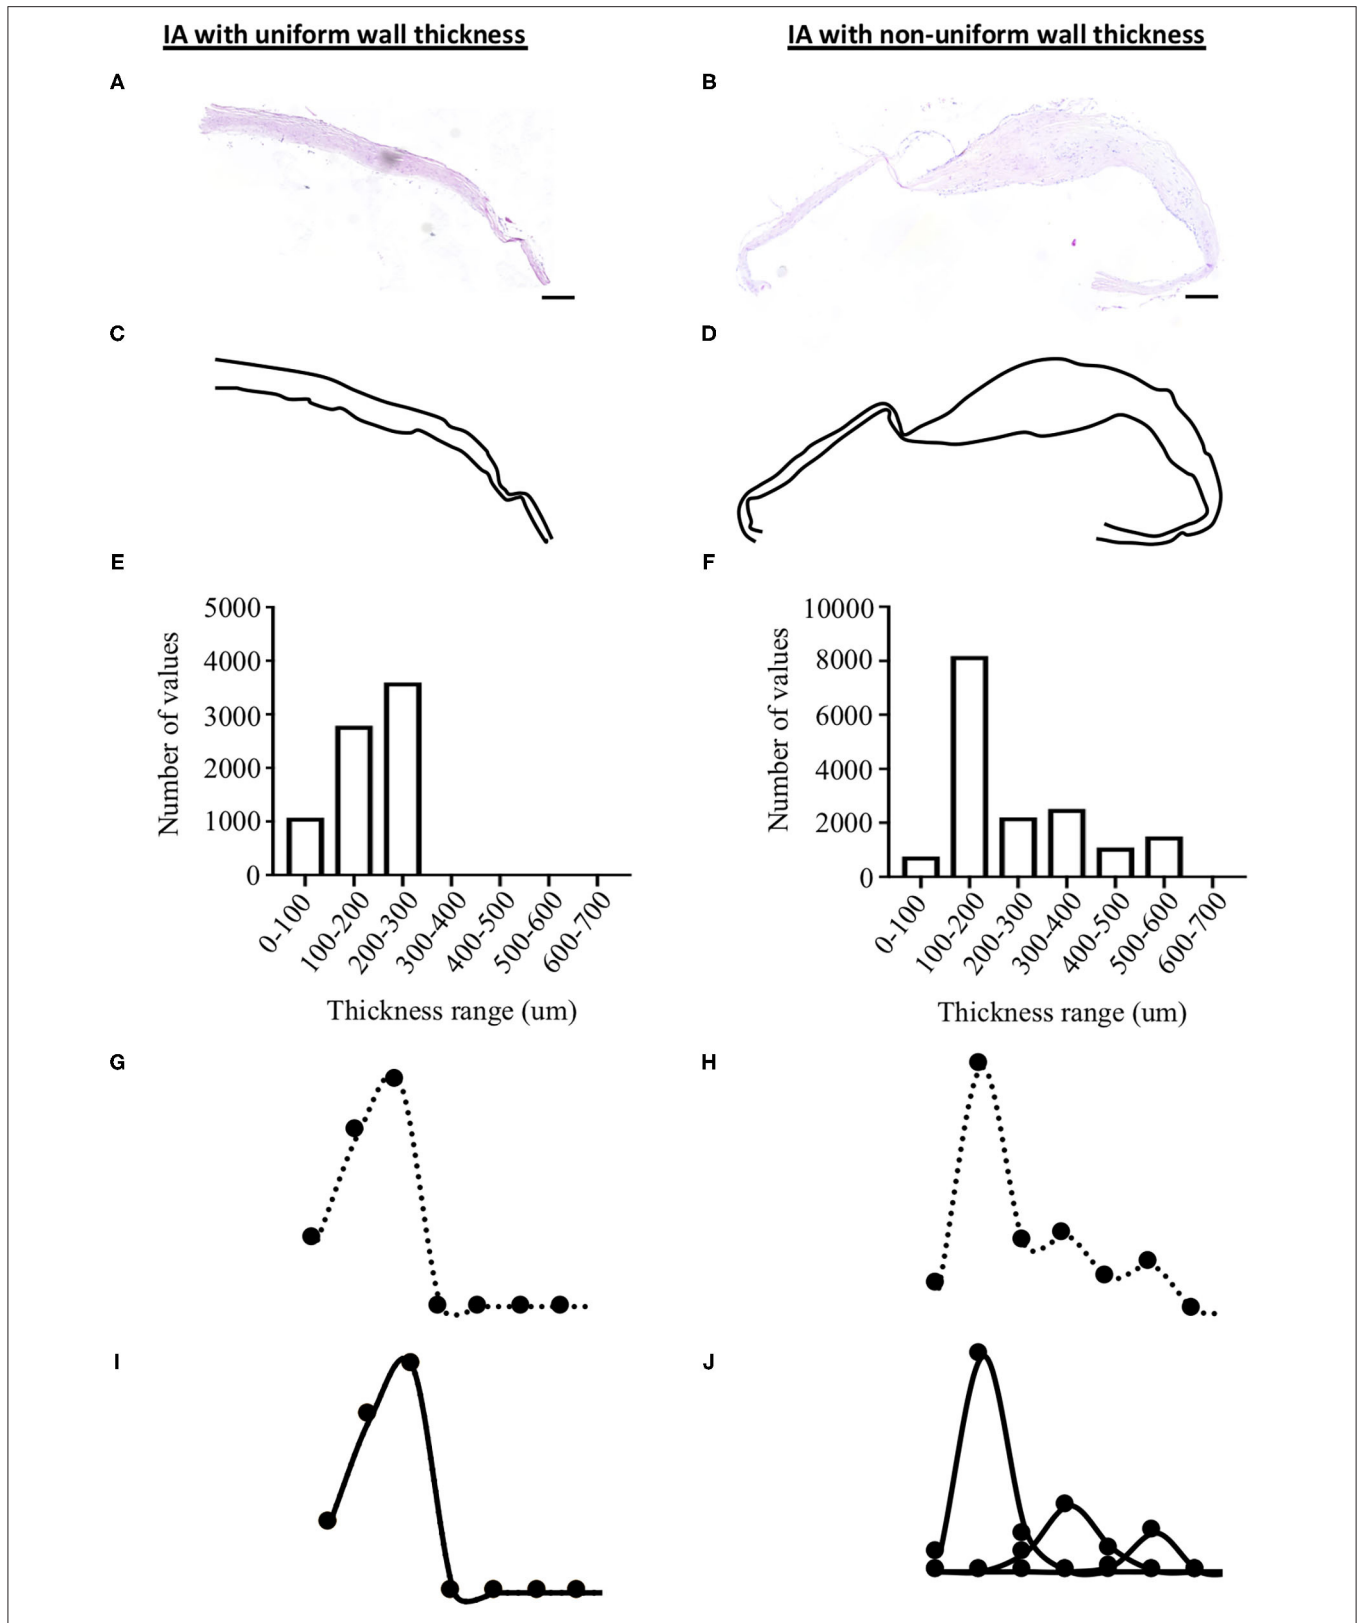 IA with uniform wall thickness
IA with non-uniform wall thickness
A
B
C
D
E
F
5000
4000
3000
2000
1000
0
Number of values
0-100
100-200
200-300
300-400
400-500
500-600
600-700
Thickness range (um)
10000
8000
6000
4000
2000
0
Number of values
0-100
100-200
200-300
300-400
400-500
500-600
600-700
Thickness range (um)
G
H
I
J